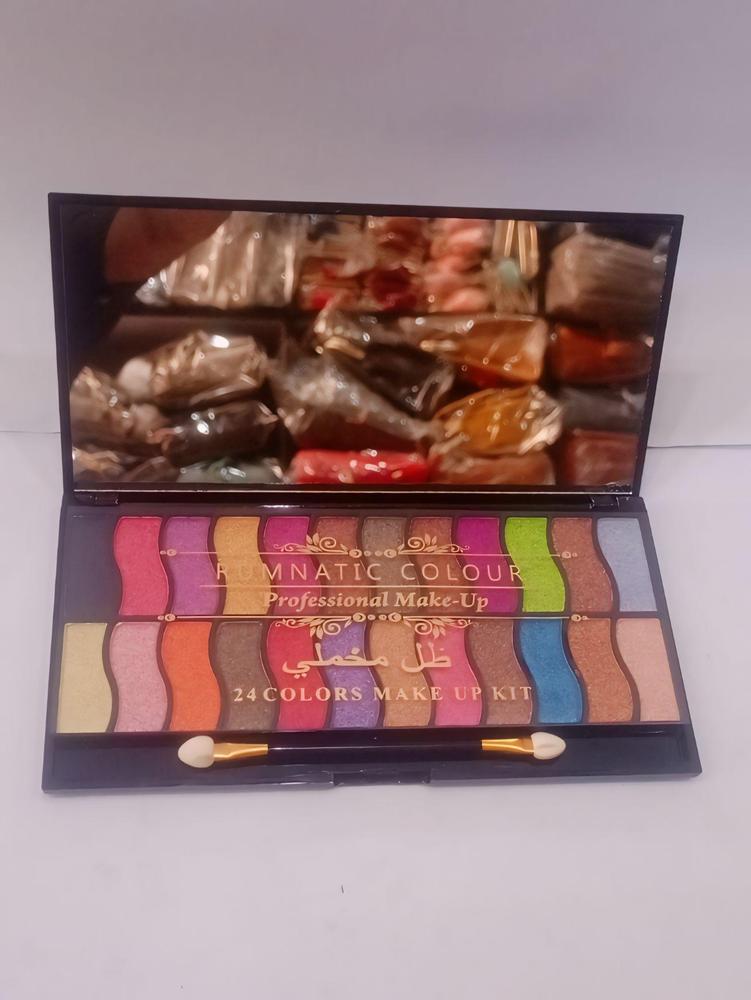 RUMNATIC COLOUR
Professional Make-Up
ظل مخملي
24 COLORS MAKE UP KIT